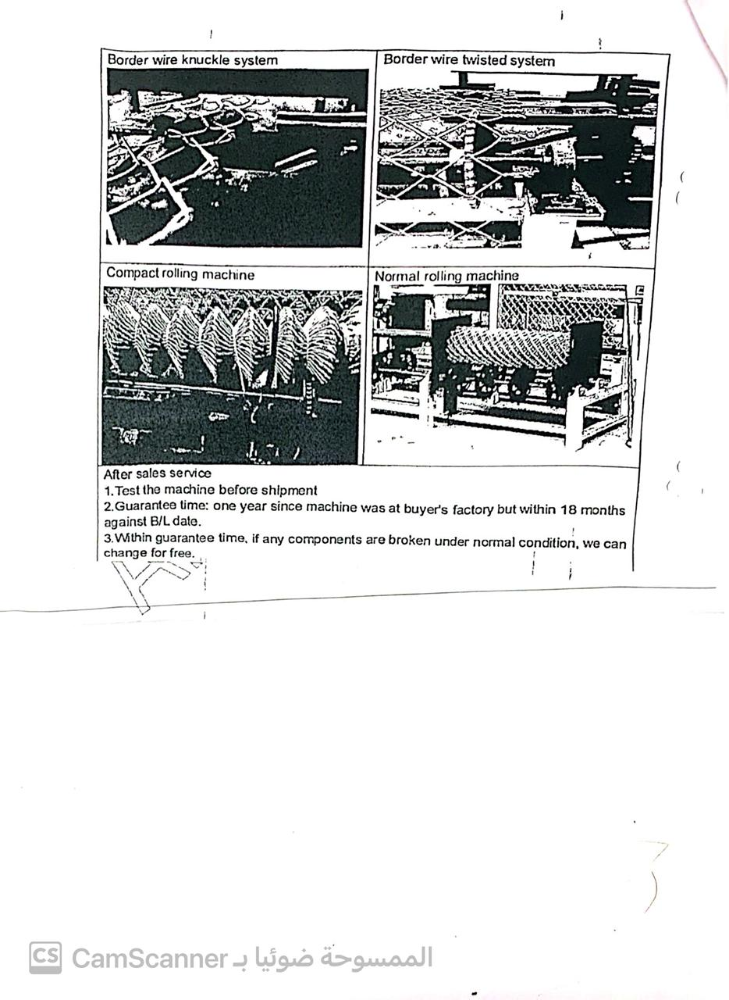 Border wire knuckle system
Border wire twisted system
Compact rolling machine
Normal rolling machine
After sales service
1.Test the machine before shipment
2.Guarantee time: one year since machine was at buyer's factory but within 18 months
against B/L date.
3.Within guarantee time, if any components are broken under normal condition, we can
change for free.
CS CamScanner الممسوحة ضوئيا بـ